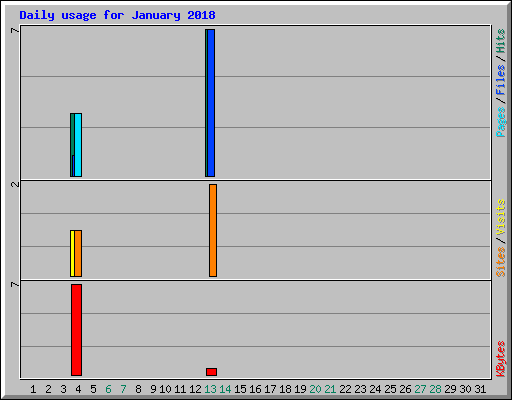 Daily usage for January 2018
7
Pages/Files/Hits
2
Sites/Visits
7
KBytes
1 2 3 4 5 6 7 8 9 10 11 12 13 14 15 16 17 18 19 20 21 22 23 24 25 26 27 28 29 30 31